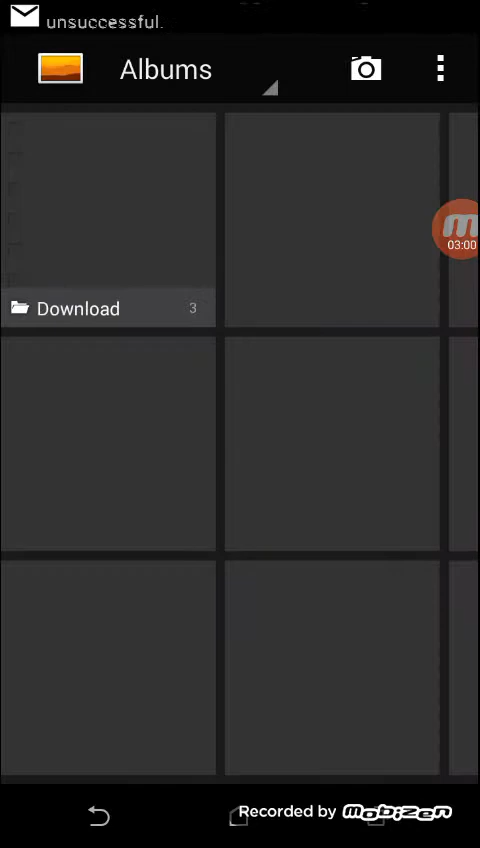 unsuccessful.
Albums
03:00
Download 3
Recorded by Mobizen